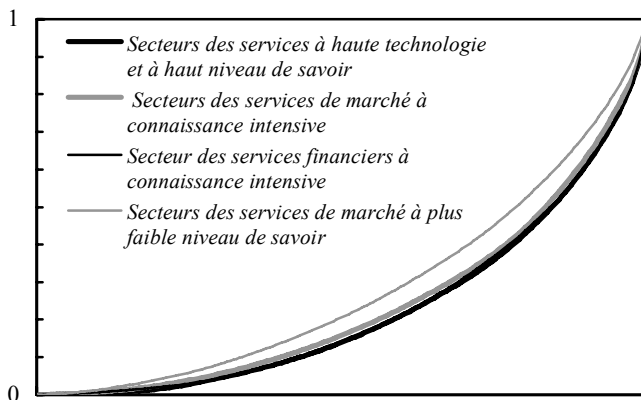 1
Secteurs des services à haute technologie
et à haut niveau de savoir
Secteurs des services de marché à
connaissance intensive
Secteur des services financiers à
connaissance intensive
Secteurs des services de marché à plus
faible niveau de savoir
0